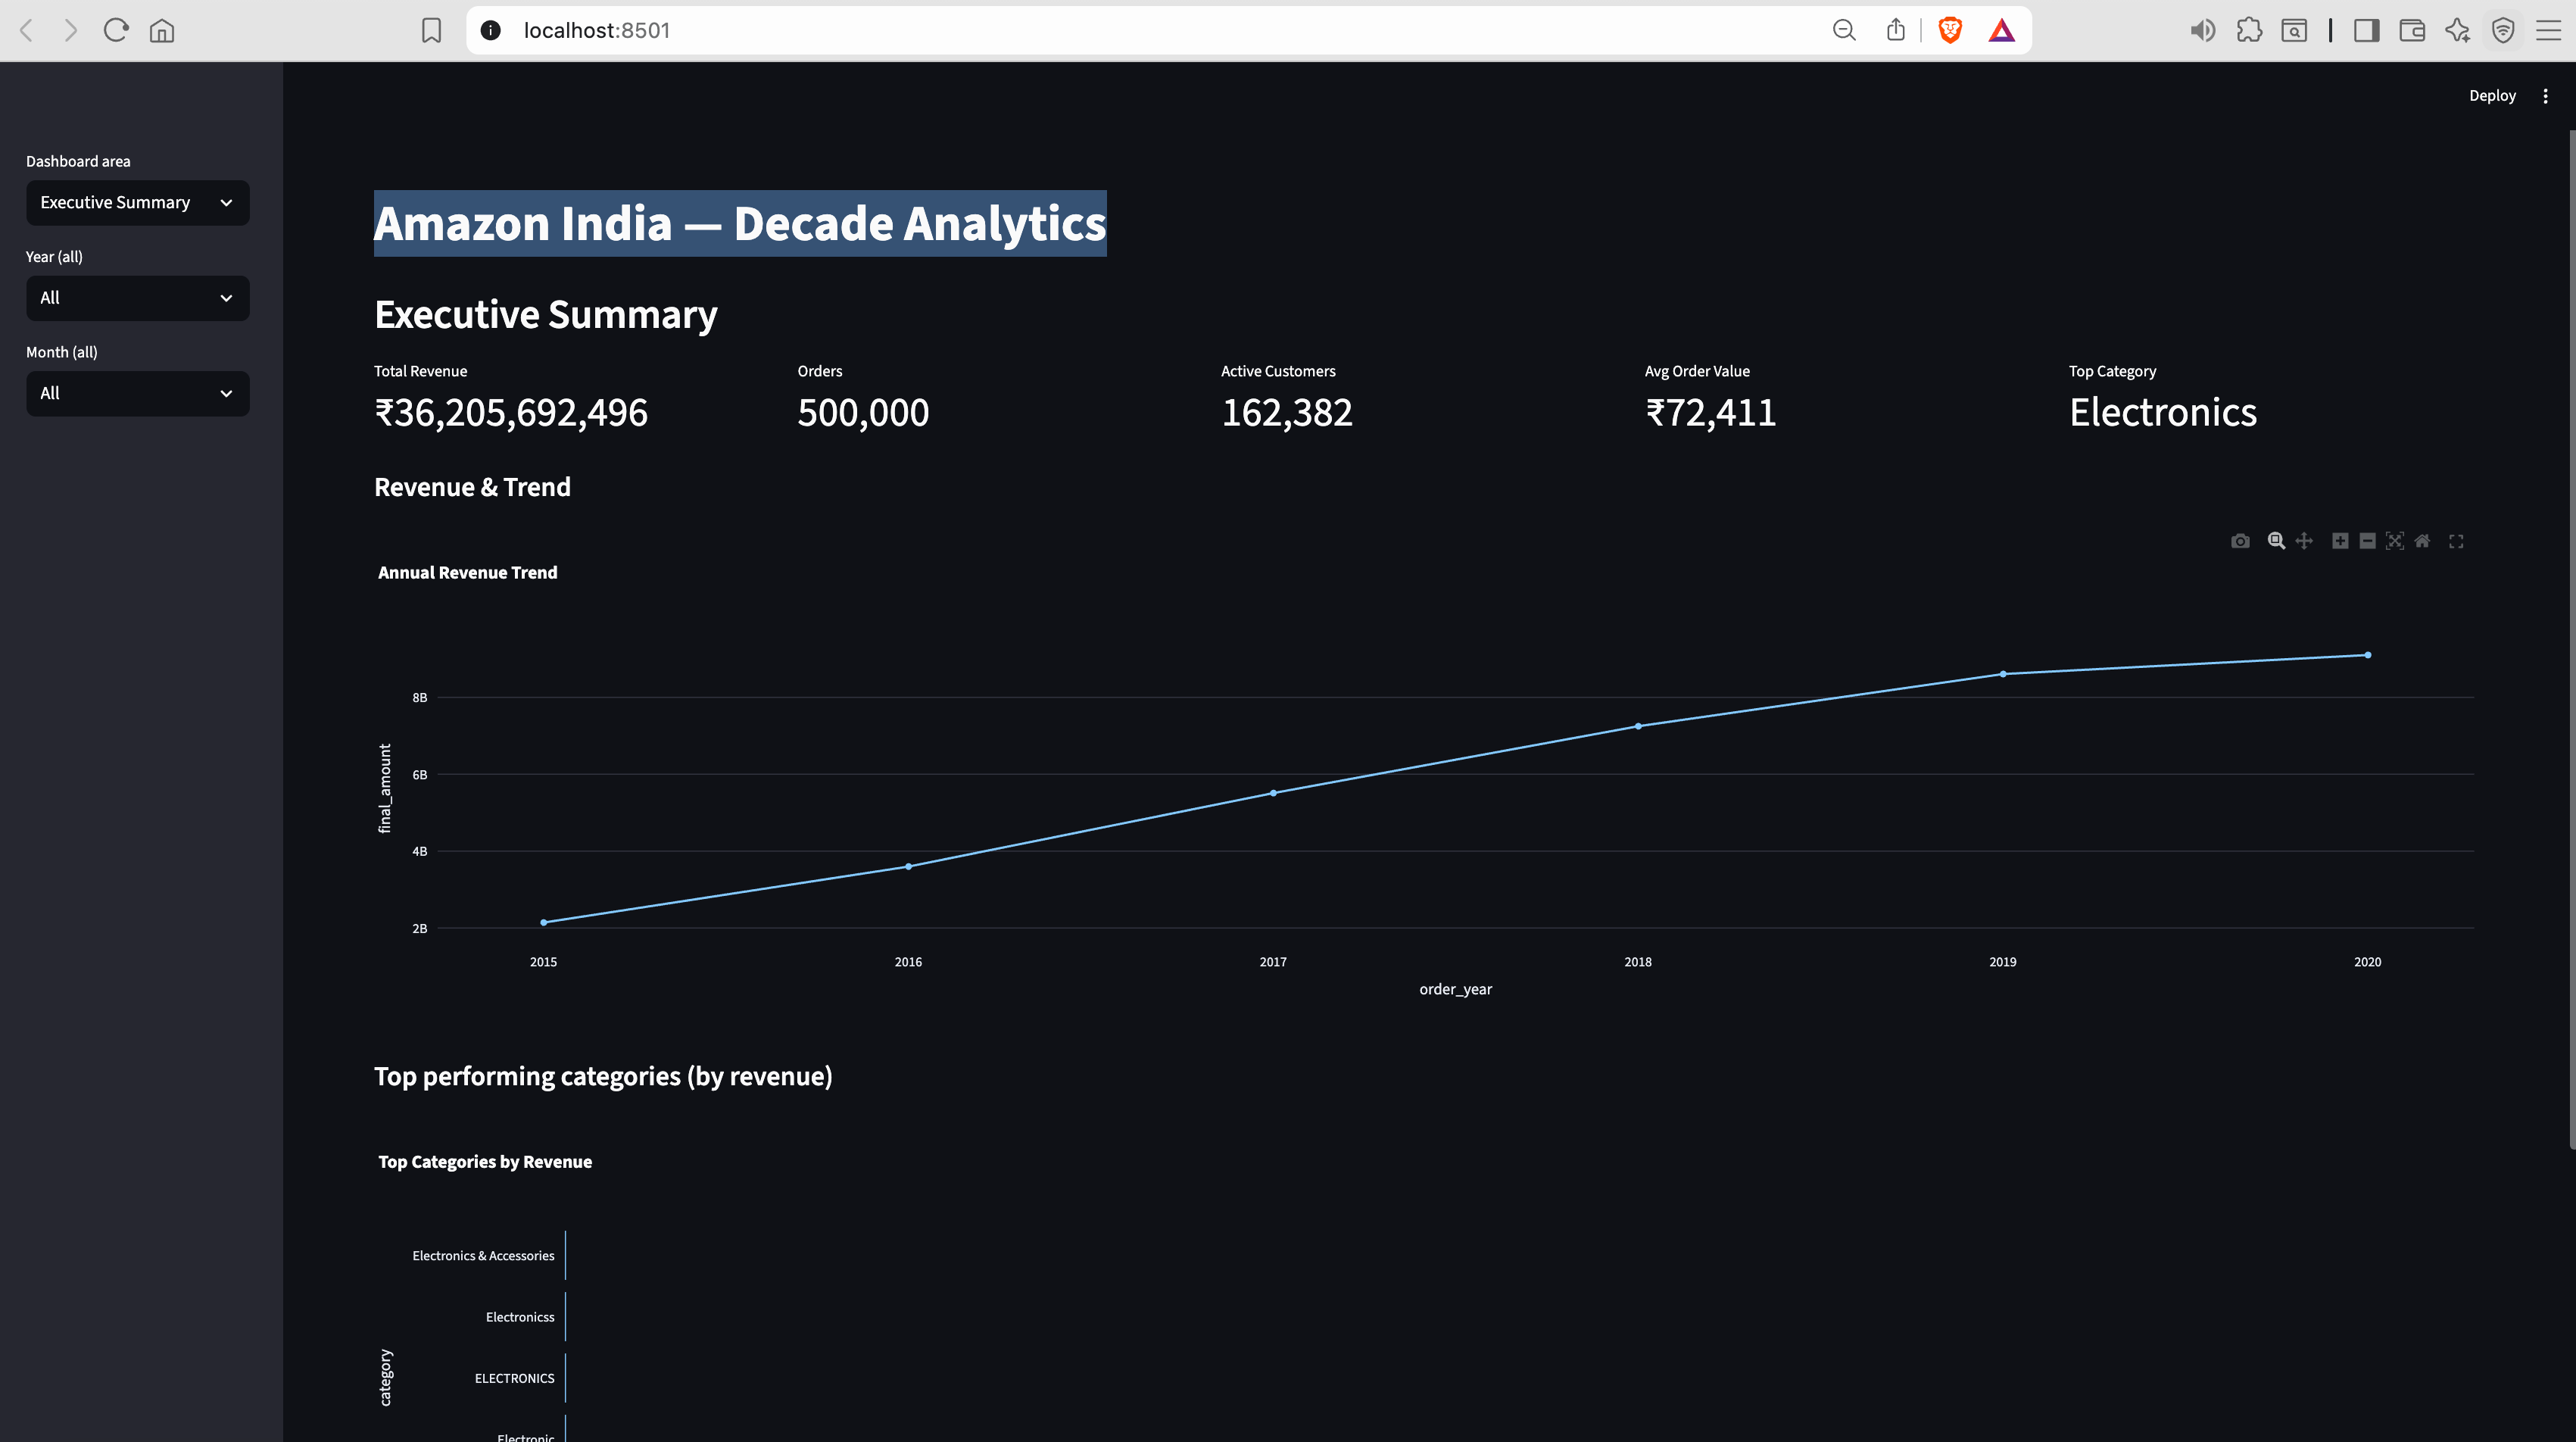 localhost:8501
Deploy
Dashboard area
Executive Summary
Year (all)
All
Month (all)
All
Amazon India — Decade Analytics
Executive Summary
Total Revenue
₹36,205,692,496
Orders
500,000
Active Customers
162,382
Avg Order Value
₹72,411
Top Category
Electronics
Revenue & Trend
Annual Revenue Trend
8B
6B
4B
2B
final_amount
2015 2016 2017 2018 2019 2020
order_year
Top performing categories (by revenue)
Top Categories by Revenue
Electronics & Accessories
Electronicss
ELECTRONICS
Electronic
category